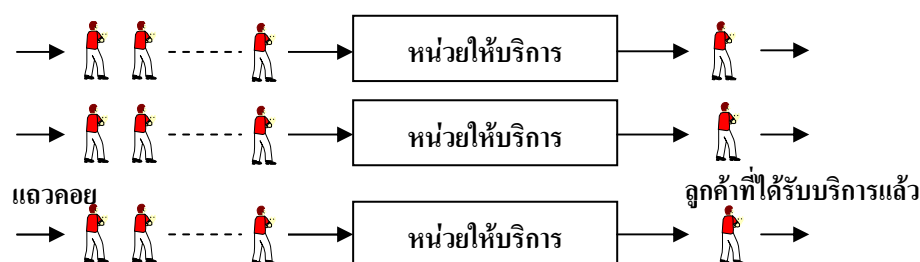 หน่วยให้บริการ
หน่วยให้บริการ
แถวคอย
ลูกค้าที่ได้รับบริการแล้ว
หน่วยให้บริการ